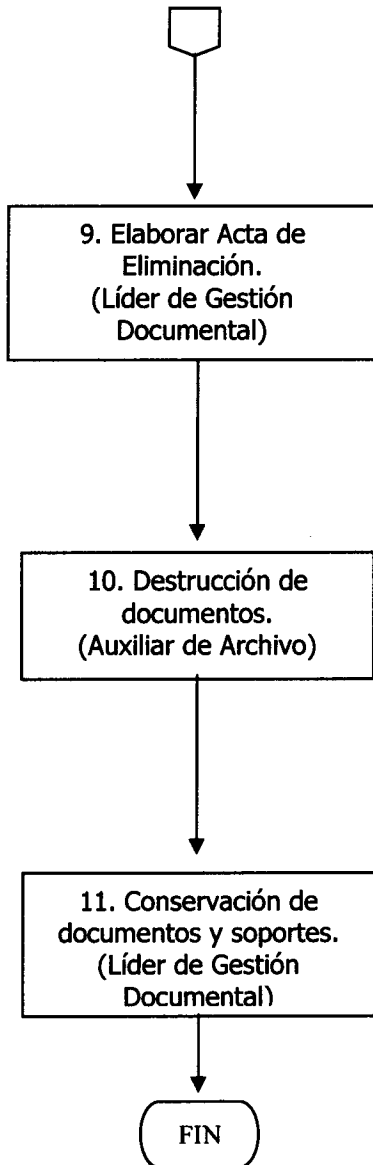 9. Elaborar Acta de
Eliminación.
(Líder de Gestión
Documental)
10. Destrucción de
documentos.
(Auxiliar de Archivo)
11. Conservación de
documentos y soportes.
(Líder de Gestión
Documental)
FIN